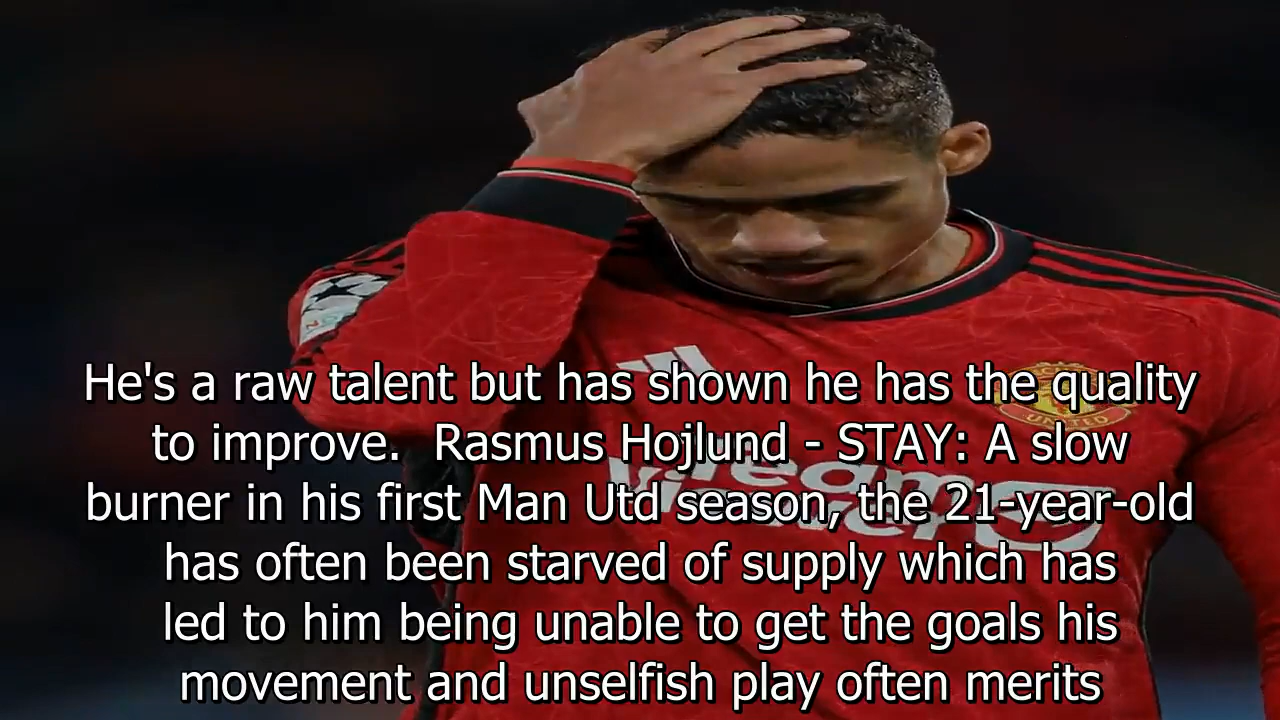 He's a raw talent but has shown he has the quality
to improve.  Rasmus Hojlund - STAY: A slow
burner in his first Man Utd season, the 21-year-old
has often been starved of supply which has
led to him being unable to get the goals his
movement and unselfish play often merits
UNITED